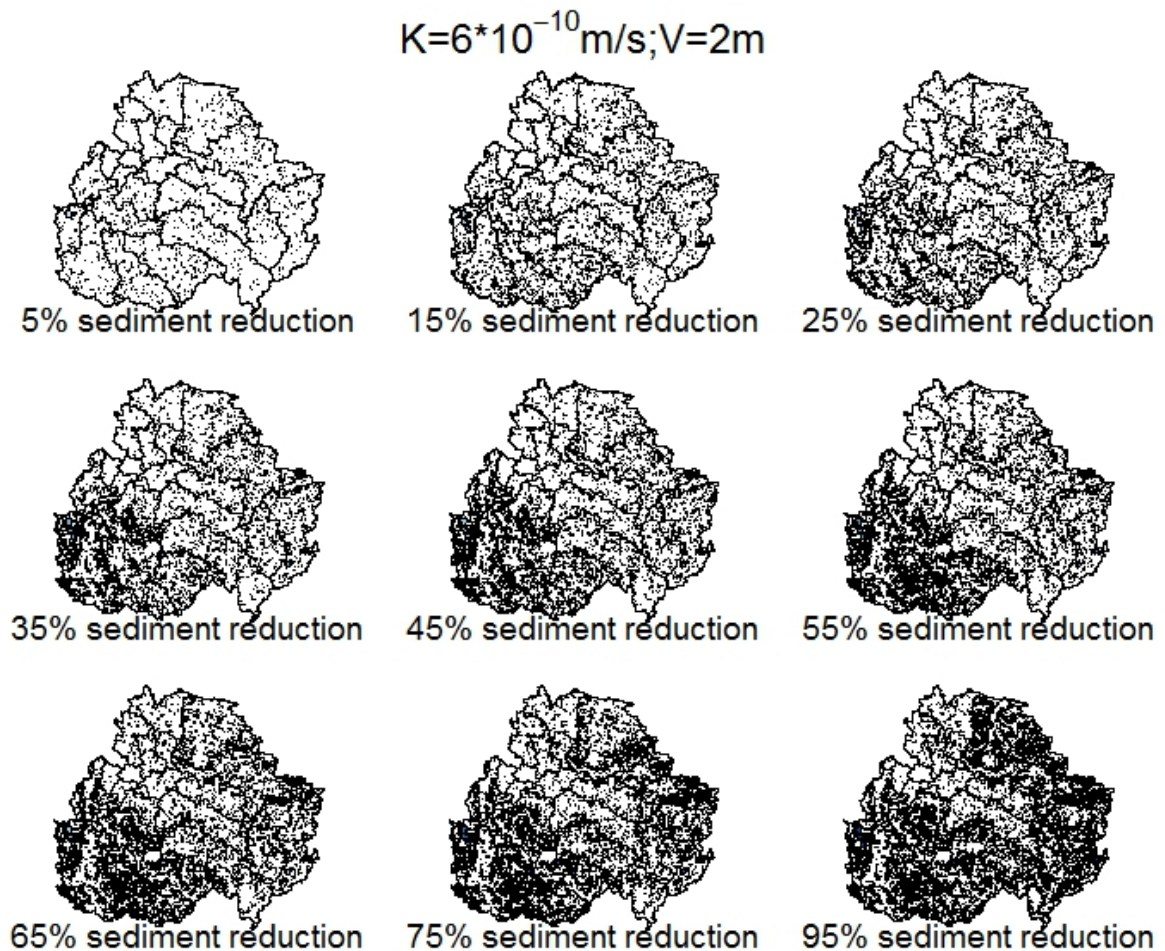 K=6*10⁻¹⁰m/s;V=2m
5% sediment reduction
15% sediment reduction
25% sediment reduction
35% sediment reduction
45% sediment reduction
55% sediment reduction
65% sediment reduction
75% sediment reduction
95% sediment reduction